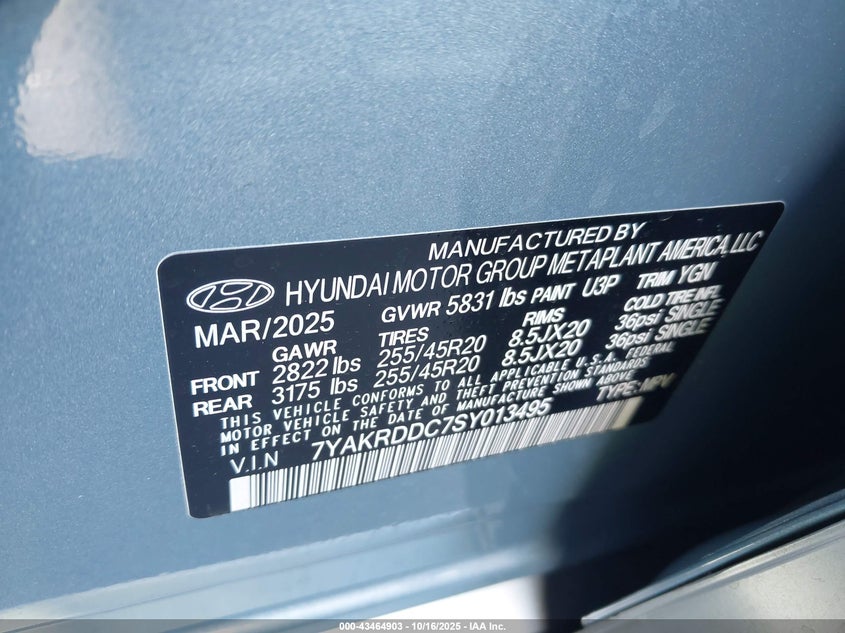 MANUFACTURED BY
HYUNDAI MOTOR GROUP METAPLANT AMERICA, LLC
MAR/2025 GVWR 5831 lbs PAINT U3P TRIM YGN
GAWR TIRES RIMS COLD TIRE INFL
FRONT 2822 lbs 255/45R20 8.5JX20 36psi SINGLE
REAR 3175 lbs 255/45R20 8.5JX20 36psi SINGLE
THIS VEHICLE CONFORMS TO ALL APPLICABLE U.S.A. FEDERAL
MOTOR VEHICLE SAFETY AND THEFT PREVENTION STANDARDS
IN EFFECT ON THE DATE OF MANUFACTURE SHOWN ABOVE.
V.I.N 7YAKRDDC7SY013495 TYPE:MPV
000-43464903 - 10/16/2025 - IAA Inc.